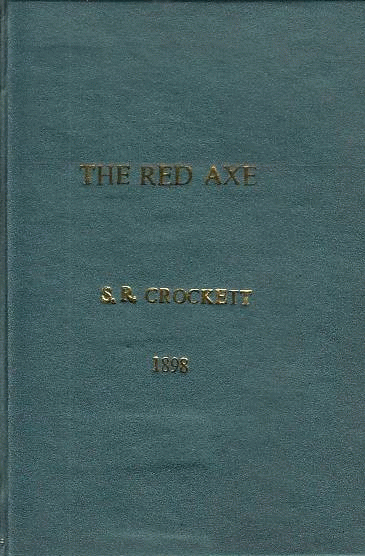 THE RED AXE
S. R. CROCKETT
1898